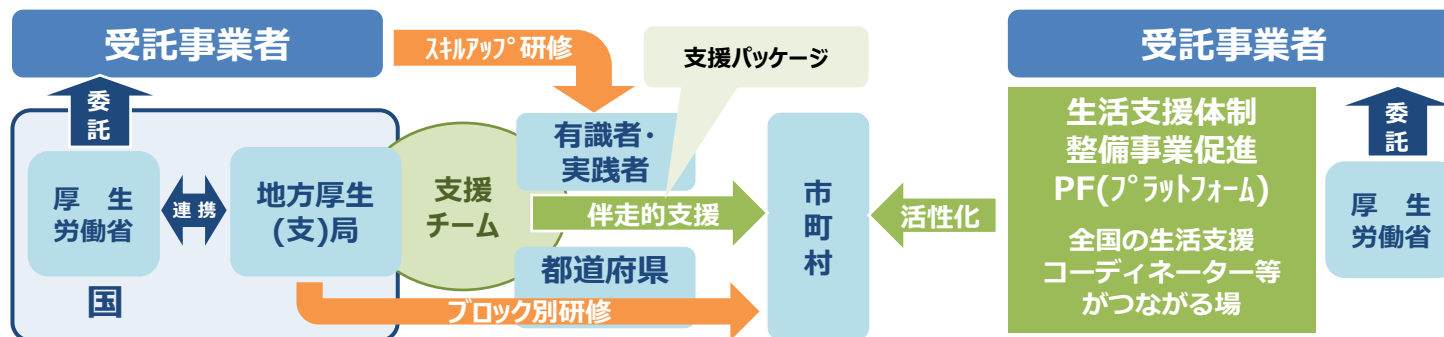 受託事業者
スキルアップ研修
支援パッケージ
委
託
厚　生
労働省
連携
地方厚生
(支)局
国
支援
チーム
有識者・
実践者
伴走的支援
都道府県
ブロック別研修
市
町
村
活性化
受託事業者
生活支援体制
整備事業促進
PF(プラットフォーム)
全国の生活支援
コーディネーター等
がつながる場
委
託
厚　生
労働省